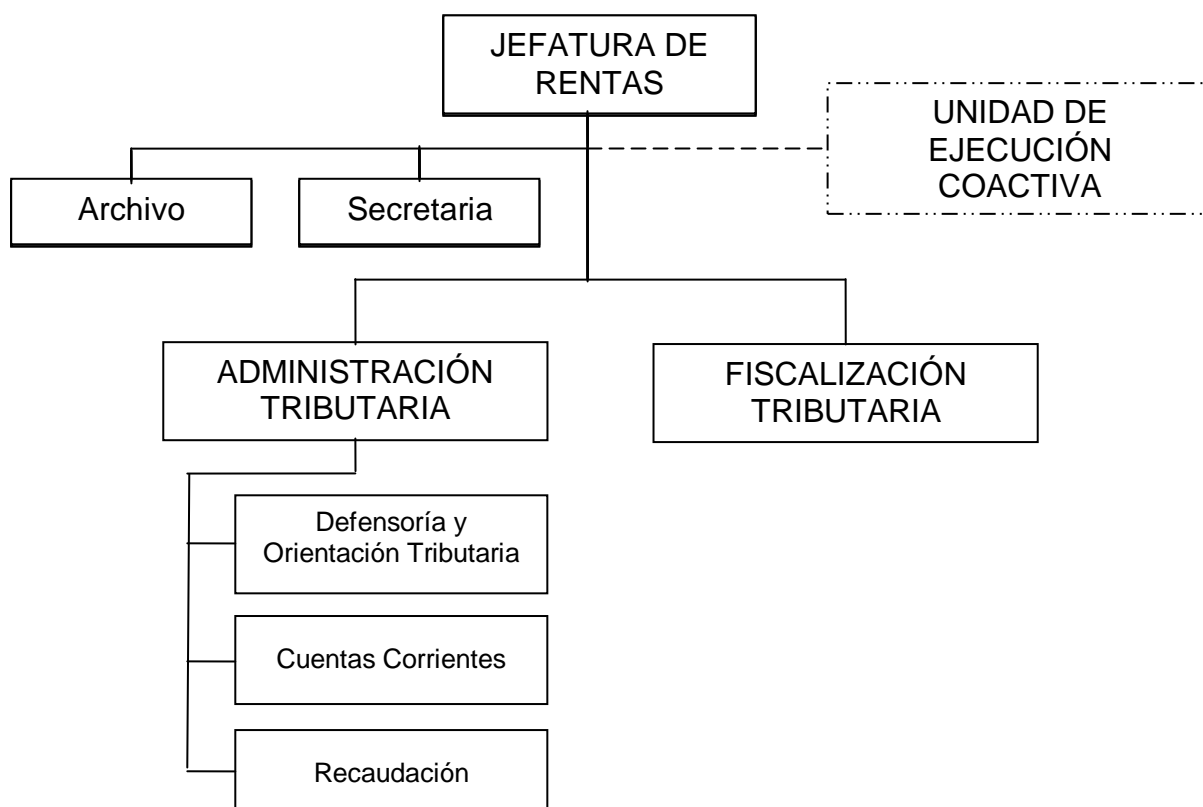 JEFATURA DE
RENTAS
UNIDAD DE
EJECUCIÓN
COACTIVA
Archivo
Secretaria
ADMINISTRACIÓN
TRIBUTARIA
FISCALIZACIÓN
TRIBUTARIA
Defensoría y
Orientación Tributaria
Cuentas Corrientes
Recaudación